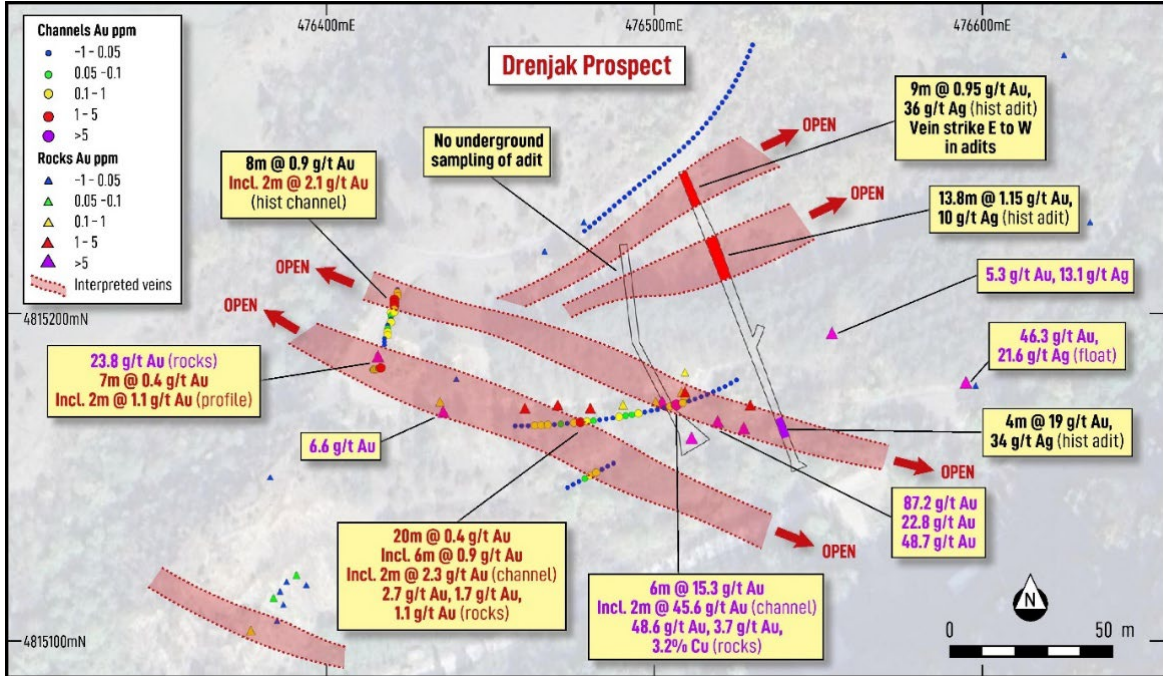 476400mE
476500mE
476600mE
Channels Au ppm
-1 - 0.05
0.05 -0.1
0.1 - 1
1 - 5
>5
Rocks Au ppm
-1 - 0.05
0.05 -0.1
0.1 - 1
1 - 5
>5
Interpreted veins
Drenjak Prospect
9m @ 0.95 g/t Au,
36 g/t Ag (hist adit)
Vein strike E to W
in adits
OPEN
No underground
sampling of adit
8m @ 0.9 g/t Au
Incl. 2m @ 2.1 g/t Au
(hist channel)
13.8m @ 1.15 g/t Au,
10 g/t Ag (hist adit)
OPEN
OPEN
5.3 g/t Au, 13.1 g/t Ag
OPEN
4815200mN
46.3 g/t Au,
21.6 g/t Ag (float)
23.8 g/t Au (rocks)
7m @ 0.4 g/t Au
Incl. 2m @ 1.1 g/t Au (profile)
4m @ 19 g/t Au,
34 g/t Ag (hist adit)
6.6 g/t Au
OPEN
87.2 g/t Au
22.8 g/t Au
48.7 g/t Au
OPEN
20m @ 0.4 g/t Au
Incl. 6m @ 0.9 g/t Au
Incl. 2m @ 2.3 g/t Au (channel)
2.7 g/t Au, 1.7 g/t Au,
1.1 g/t Au (rocks)
6m @ 15.3 g/t Au
Incl. 2m @ 45.6 g/t Au (channel)
48.6 g/t Au, 3.7 g/t Au,
3.2% Cu (rocks)
N
4815100mN
0
50 m